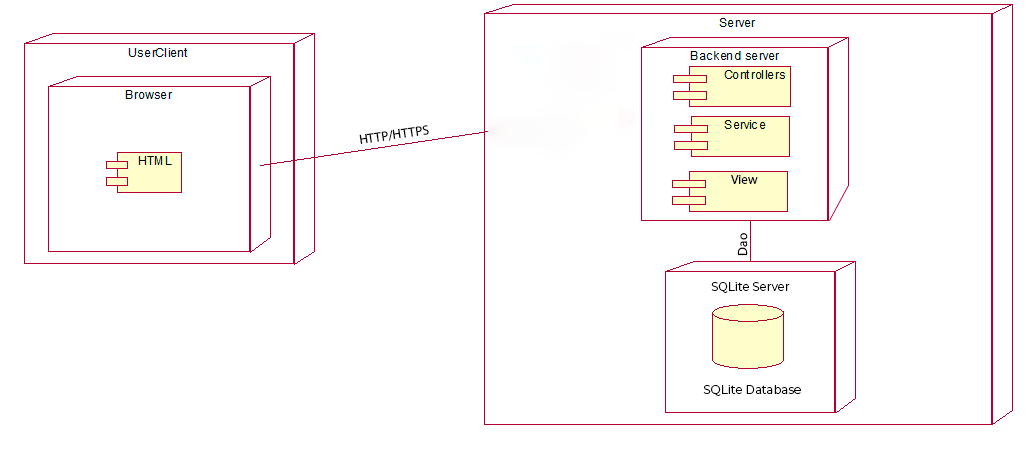 UserClient
Browser
HTML
HTTP/HTTPS
Server
Backend server
Controllers
Service
View
Dao
SQLite Server
SQLite Database